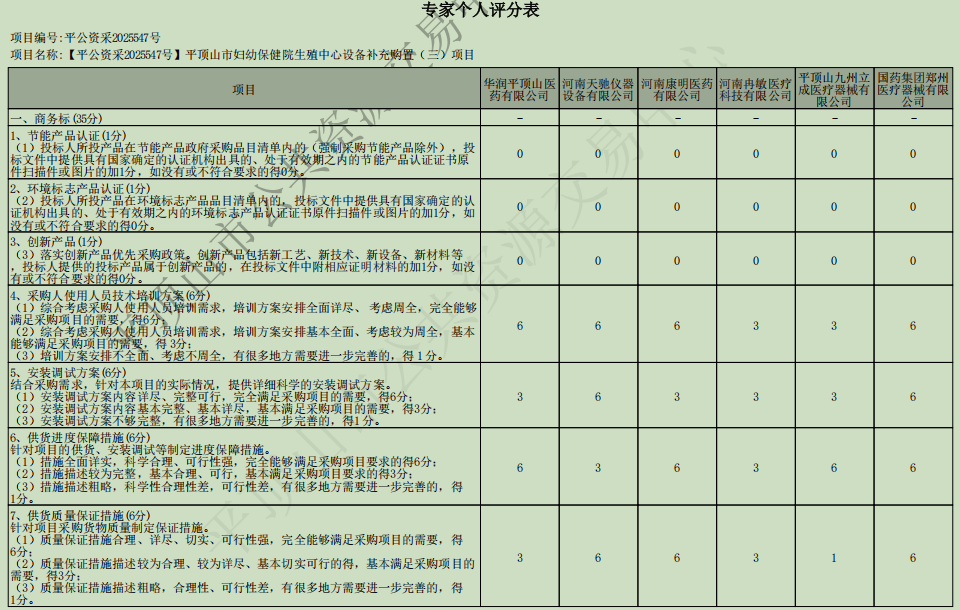 专家个人评分表
项目编号:平公资采2025547号
项目名称:【平公资采2025547号】平顶山市妇幼保健院生殖中心设备补充购置（三）项目
项目
华润平顶山医药有限公司
河南天驰仪器设备有限公司
河南康明医药有限公司
河南冉敏医疗科技有限公司
平顶山九州立成医疗器械有限公司
国药集团郑州医疗器械有限公司
一、商务标(35分) － － － － － －
1、节能产品认证(1分)
（1）投标人所投产品在节能产品政府采购品目清单内的（强制采购节能产品除外），投
标文件中提供具有国家确定的认证机构出具的、处于有效期之内的节能产品认证证书原
件扫描件或图片的加1分，如没有或不符合要求的得0分。
0 0 0 0 0 0
2、环境标志产品认证(1分)
（2）投标人所投产品在环境标志产品品目清单内的，投标文件中提供具有国家确定的认
证机构出具的、处于有效期之内的环境标志产品认证证书原件扫描件或图片的加1分，如
没有或不符合要求的得0分。
0 0 0 0 0 0
3、创新产品(1分)
（3）落实创新产品优先采购政策。创新产品包括新工艺、新技术、新设备、新材料等
，投标人提供的投标产品属于创新产品的，在投标文件中附相应证明材料的加1分，如没
有或不符合要求的得0分。
0 0 0 0 0 0
4、采购人使用人员技术培训方案(6分)
（1）综合考虑采购人使用人员培训需求，培训方案安排全面详尽、 考虑周全，完全能够
满足采购项目的需要，得6分；
（2）综合考虑采购人使用人员培训需求，培训方案安排基本全面、考虑较为周全，基本
能够满足采购项目的需要，得 3分；
（3）培训方案安排不全面、考虑不周全，有很多地方需要进一步完善的，得 1 分。
6 6 6 3 3 6
5、安装调试方案(6分)
结合采购需求，针对本项目的实际情况，提供详细科学的安装调试方案。
（1）安装调试方案内容详尽、完整可行，完全满足采购项目的需要，得6分；
（2）安装调试方案内容基本完整、基本详尽，基本满足采购项目的需要，得3分；
（3）安装调试方案不够完整，有很多地方需要进一步完善的，得1 分。
3 6 3 3 3 6
6、供货进度保障措施(6分)
针对项目的供货、安装调试等制定进度保障措施。
（1）措施全面详实，科学合理、可行性强，完全能够满足采购项目要求的得6分；
（2）措施描述较为完整，基本合理、可行，基本满足采购项目要求的得3分；
（3）措施描述粗略，科学性合理性差，可行性差，有很多地方需要进一步完善的，得
1分。
6 3 6 3 6 6
7、供货质量保证措施(6分)
针对项目采购货物质量制定保证措施。
（1）质量保证措施合理、详尽、切实、可行性强，完全能够满足采购项目的需要，得
6分；
（2）质量保证措施描述较为合理、较为详尽、基本切实可行的得，基本满足采购项目的
需要，得3分；
（3）质量保证措施描述粗略，合理性、可行性差，有很多地方需要进一步完善的，得
1分。
3 6 6 3 1 6
平顶山市公共资源交易中心
平顶山市公共资源交易中心